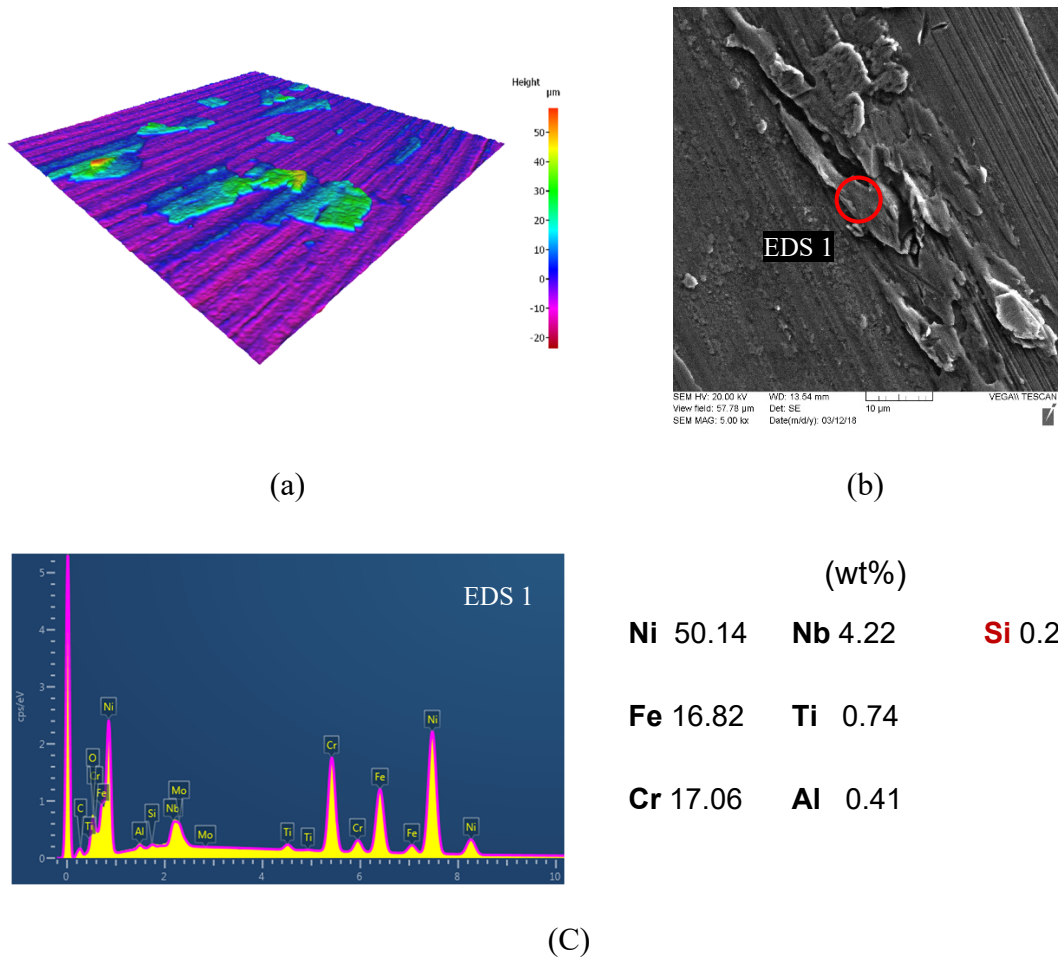 Height
µm
50
40
30
20
10
0
-10
-20
EDS 1
SEM HV: 20.00 kV WD: 13.54 mm VEGA\\ TESCAN
View field: 57.78 µm Det: SE 10 µm
SEM MAG: 5.00 kx Date(m/d/y): 03/12/18
(a)
(b)
EDS 1
cps/eV
5
4
3
2
1
0
C
Ti
O
Cr
Fe
Ni
Al
Si
Nb
Mo
Mo
Ti
Ti
Cr
Cr
Fe
Fe
Ni
Ni
0 2 4 6 8 10
(wt%)
Ni 50.14 Nb 4.22 Si 0.2
Fe 16.82 Ti 0.74
Cr 17.06 Al 0.41
(C)